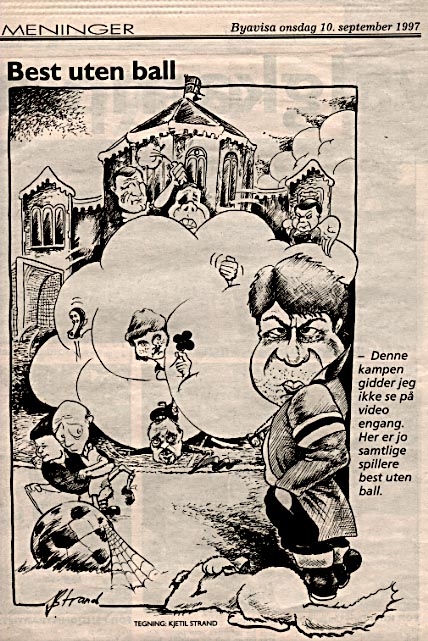 MENINGER
Byavisa onsdag 10. september 1997
Best uten ball
– Denne
kampen
gidder jeg
ikke se på
video
engang.
Her er jo
samtlige
spillere
best uten
ball.
Strand
TEGNING: KJETIL STRAND